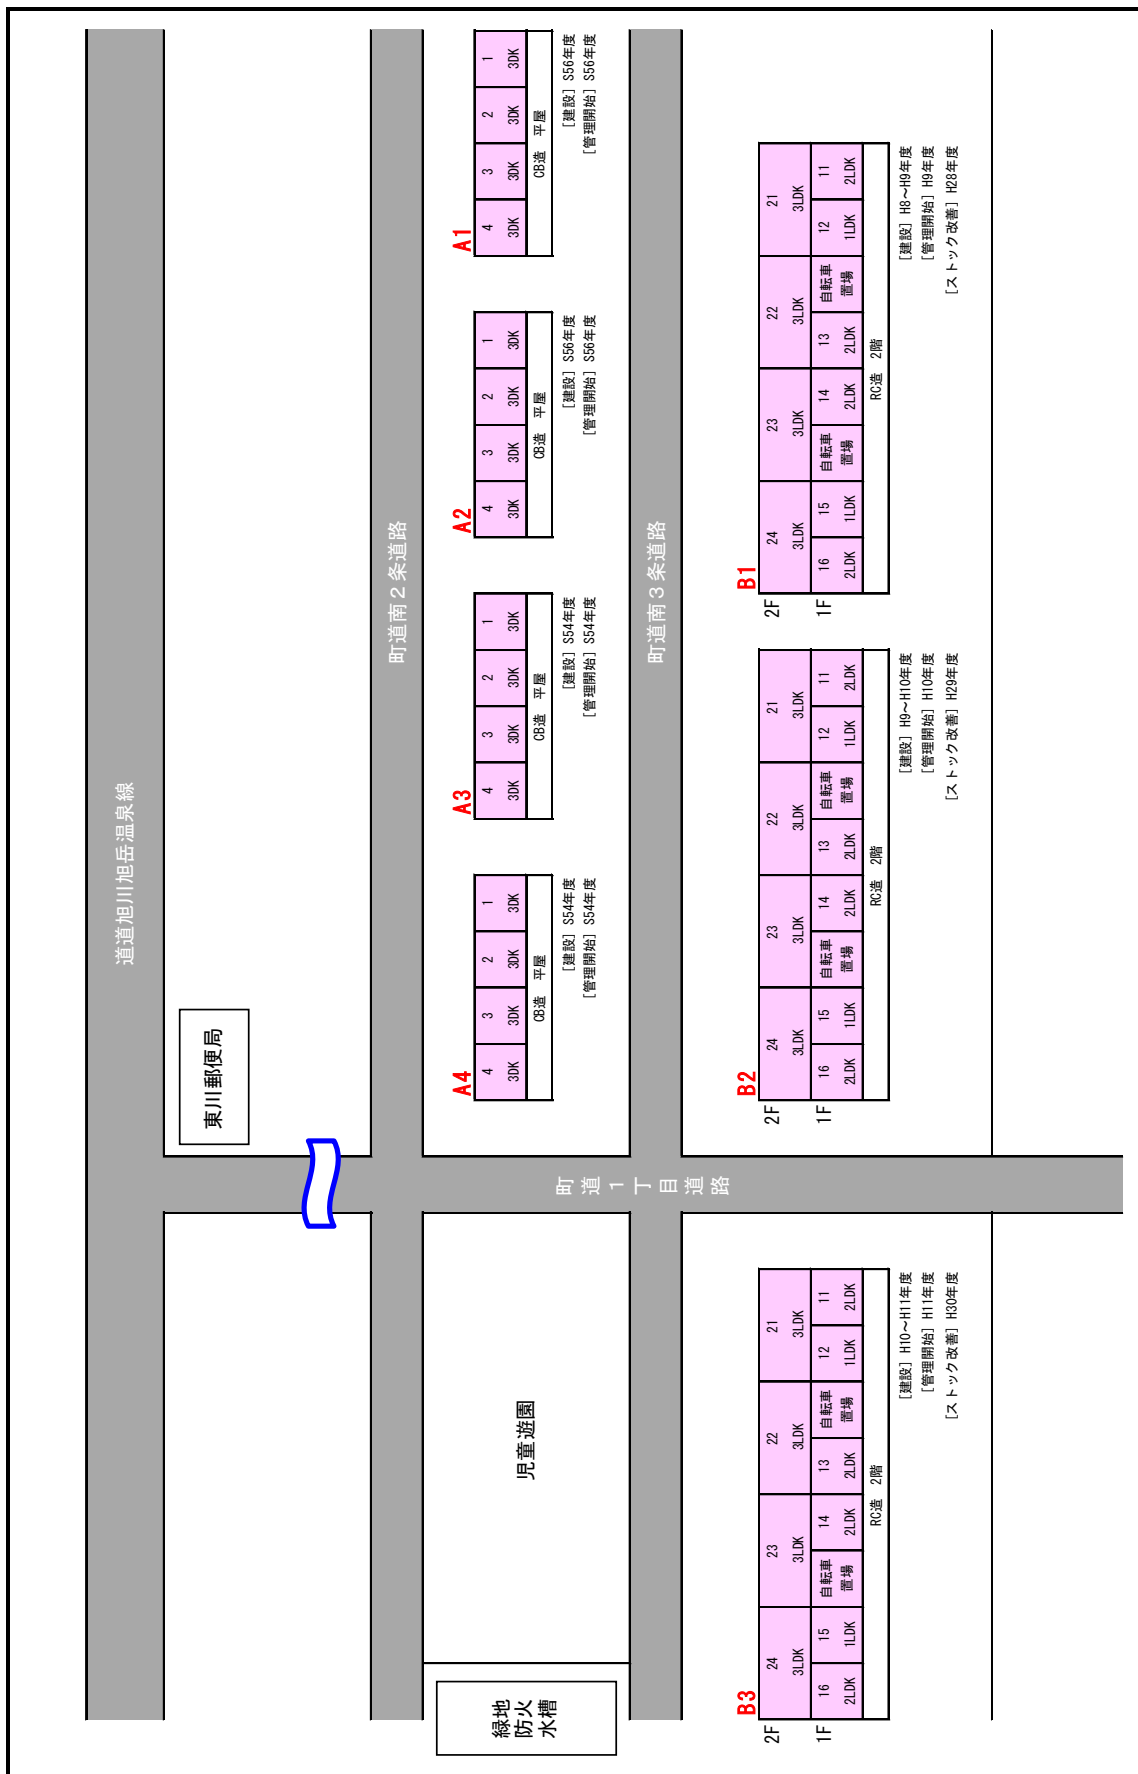 道道旭川旭岳温泉線
東川郵便局
町道南２条道路
A4
4 3 2 1
3DK 3DK 3DK 3DK
CB造 平屋
[建設] S54年度
[管理開始] S54年度
A3
4 3 2 1
3DK 3DK 3DK 3DK
CB造 平屋
[建設] S54年度
[管理開始] S54年度
A2
4 3 2 1
3DK 3DK 3DK 3DK
CB造 平屋
[建設] S56年度
[管理開始] S56年度
A1
4 3 2 1
3DK 3DK 3DK 3DK
CB造 平屋
[建設] S56年度
[管理開始] S56年度
児童遊園
緑地
防火
水槽
町道１丁目道路
町道南３条道路
B3
2F
24 23 22 21
3LDK 3LDK 3LDK 3LDK
1F
16 15 自転車 14 13 自転車 12 11
2LDK 1LDK 置場 2LDK 2LDK 置場 1LDK 2LDK
RC造 2階
[建設] H10～H11年度
[管理開始] H11年度
[ストック改善] H30年度
B2
2F
24 23 22 21
3LDK 3LDK 3LDK 3LDK
1F
16 15 自転車 14 13 自転車 12 11
2LDK 1LDK 置場 2LDK 2LDK 置場 1LDK 2LDK
RC造 2階
[建設] H9～H10年度
[管理開始] H10年度
[ストック改善] H29年度
B1
2F
24 23 22 21
3LDK 3LDK 3LDK 3LDK
1F
16 15 自転車 14 13 自転車 12 11
2LDK 1LDK 置場 2LDK 2LDK 置場 1LDK 2LDK
RC造 2階
[建設] H8～H9年度
[管理開始] H9年度
[ストック改善] H28年度